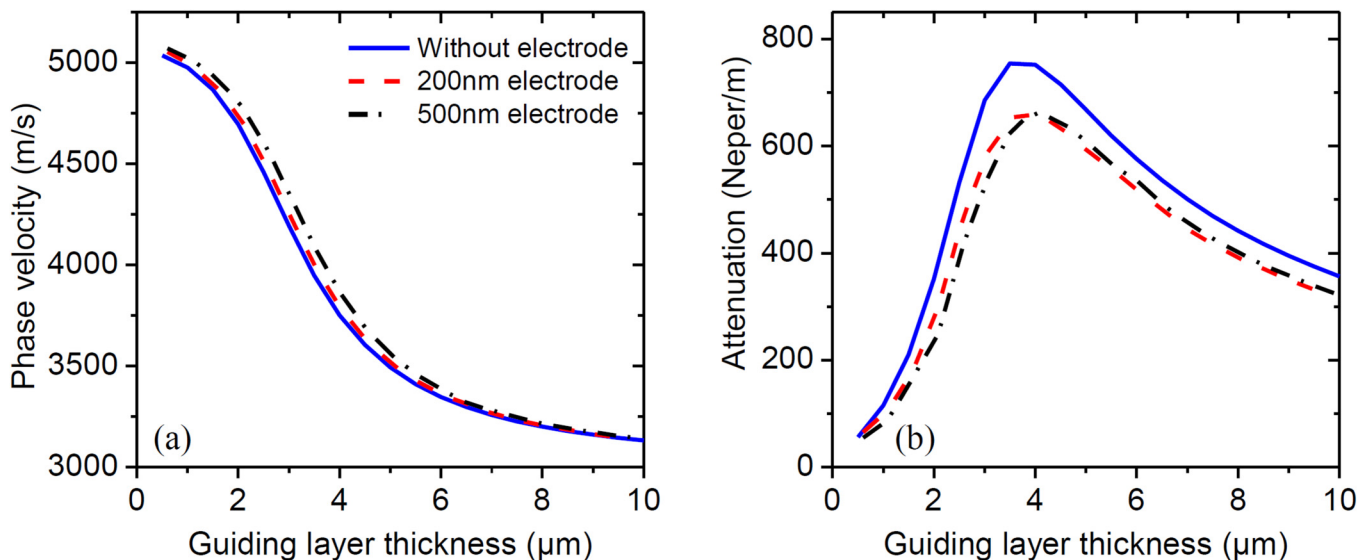 Phase velocity (m/s)
5000
4500
4000
3500
3000
Without electrode
200nm electrode
500nm electrode
(a)
0 2 4 6 8 10
Guiding layer thickness (µm)
Attenuation (Neper/m)
800
600
400
200
0
(b)
0 2 4 6 8 10
Guiding layer thickness (µm)